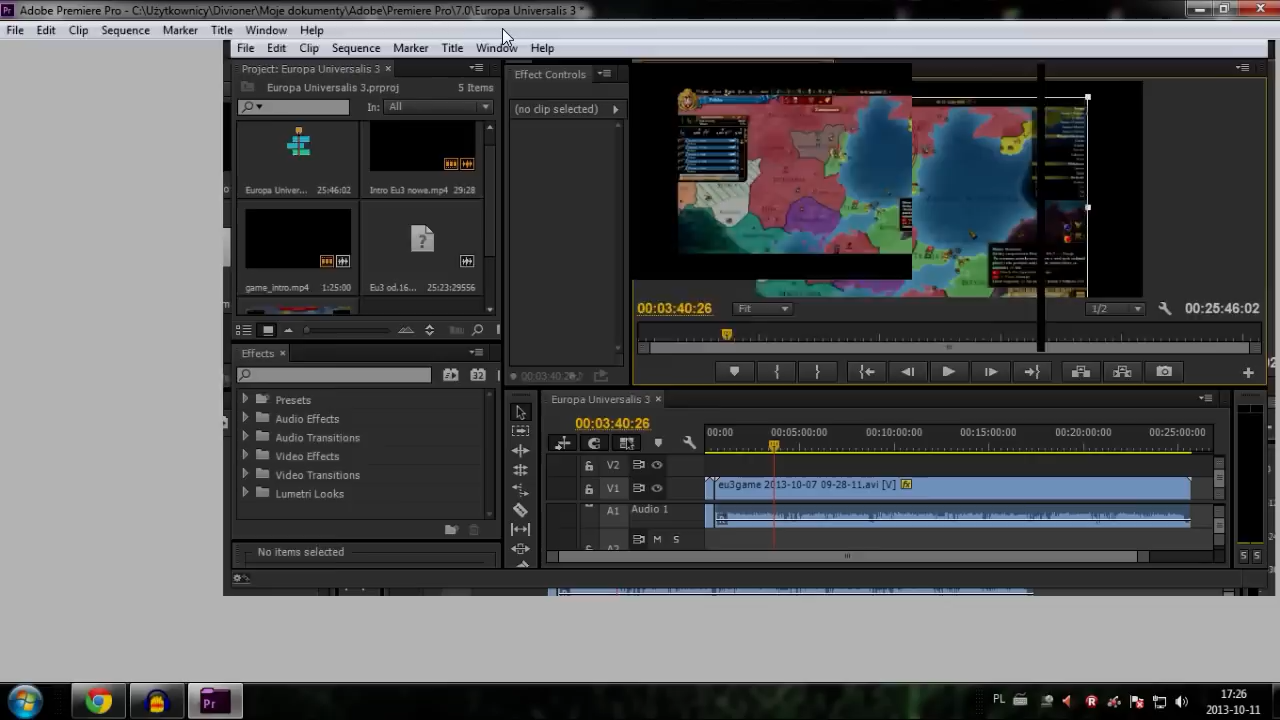 Adobe Premiere Pro - C:\Użytkownicy\Divioner\Moje dokumenty\Adobe\Premiere Pro\7.0\Europa Universalis 3 *
File Edit Clip Sequence Marker Title Window Help
File Edit Clip Sequence Marker Title Window Help
Project: Europa Universalis 3
Europa Universalis 3.prproj
5 Items
In: All
Europa Univer... 25:46:02
Intro Eu3 nowa.mp4 29:28
game_intro.mp4 1:25:00
Eu3 od.16... 25:23:29556
Effects
Presets
Audio Effects
Audio Transitions
Video Effects
Video Transitions
Lumetri Looks
No items selected
Effect Controls
(no clip selected)
00:03:40:26
00:03:40:26
Fit
1/2
00:25:46:02
Europa Universalis 3
00:03:40:26
00:00 00:05:00:00 00:10:00:00 00:15:00:00 00:20:00:00 00:25:00:00
V2
V1
eu3game 2013-10-07 09-28-11.avi [V]
A1 Audio 1
M S
S S
PL
17:26
2013-10-11